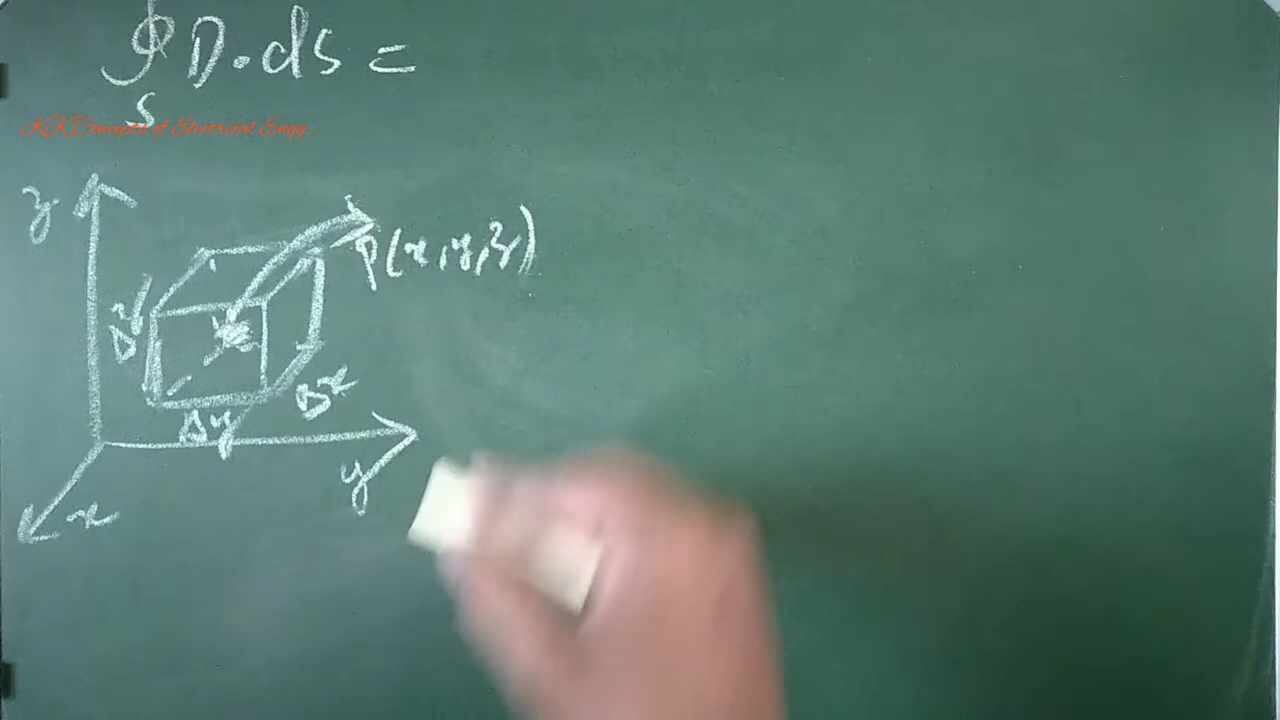 ∮ D.ds =
S
KK Concepts of Electrical Engg...
z
P(x,y,z)
Δz
Δx
Δy
y
x